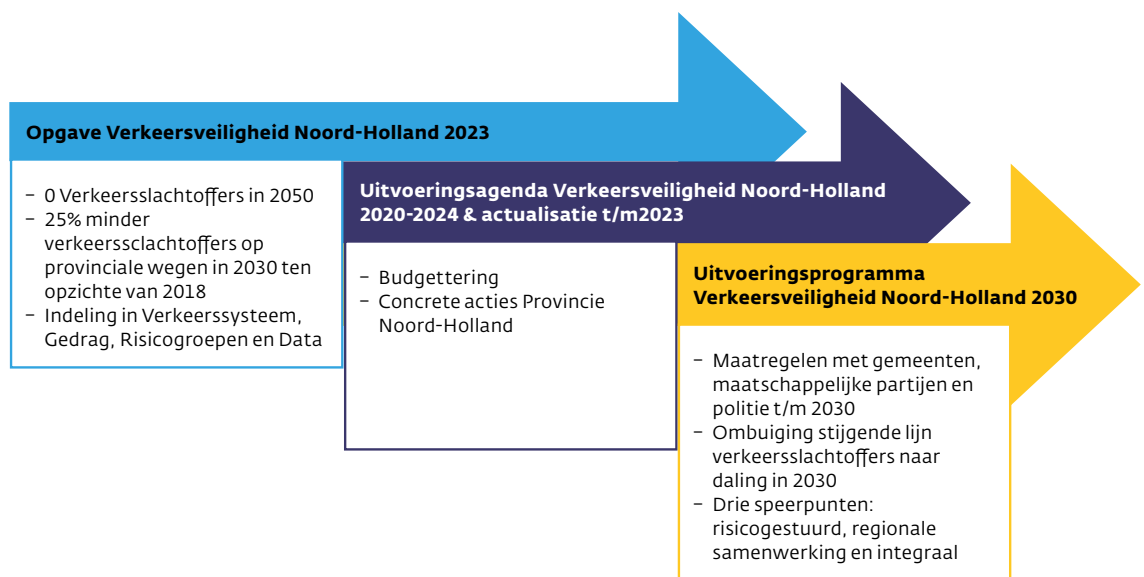 Opgave Verkeersveiligheid Noord-Holland 2023
– 0 Verkeersslachtoffers in 2050
– 25% minder
verkeerssclachtoffers op
provinciale wegen in 2030 ten
opzichte van 2018
– Indeling in Verkeerssysteem,
Gedrag, Risicogroepen en Data
Uitvoeringsagenda Verkeersveiligheid Noord-Holland
2020-2024 & actualisatie t/m2023
– Budgettering
– Concrete acties Provincie
Noord-Holland
Uitvoeringsprogramma
Verkeersveiligheid Noord-Holland 2030
– Maatregelen met gemeenten,
maatschappelijke partijen en
politie t/m 2030
– Ombuiging stijgende lijn
verkeersslachtoffers naar
daling in 2030
– Drie speerpunten:
risicogestuurd, regionale
samenwerking en integraal